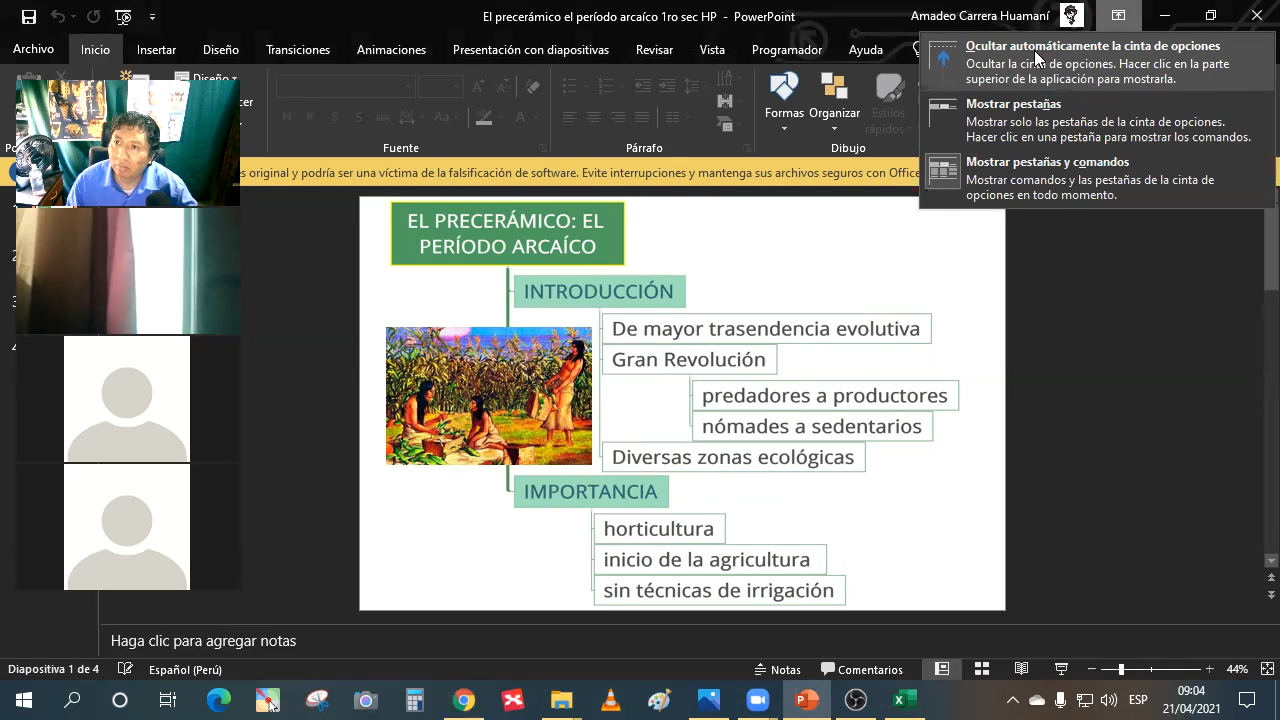 El precerámico el período arcaíco 1ro sec HP - PowerPoint
Amadeo Carrera Huamaní
Archivo
Inicio
Insertar
Diseño
Transiciones
Animaciones
Presentación con diapositivas
Revisar
Vista
Programador
Ayuda
Diseño
Formas
Organizar
Estilos
rápidos
Fuente
Párrafo
Dibujo
Ocultar automáticamente la cinta de opciones
Ocultar la cinta de opciones. Hacer clic en la parte
superior de la aplicación para mostrarla.
Mostrar pestañas
Mostrar solo las pestañas de la cinta de opciones.
Hacer clic en una pestaña para mostrar los comandos.
Mostrar pestañas y comandos
Mostrar comandos y las pestañas de la cinta de
opciones en todo momento.
es original y podría ser una víctima de la falsificación de software. Evite interrupciones y mantenga sus archivos seguros con Office
EL PRECERÁMICO: EL
PERÍODO ARCAÍCO
INTRODUCCIÓN
De mayor trasendencia evolutiva
Gran Revolución
predadores a productores
nómades a sedentarios
Diversas zonas ecológicas
IMPORTANCIA
horticultura
inicio de la agricultura
sin técnicas de irrigación
Haga clic para agregar notas
Diapositiva 1 de 4
Español (Perú)
Notas
Comentarios
44%
ESP
09:04
21/04/2021